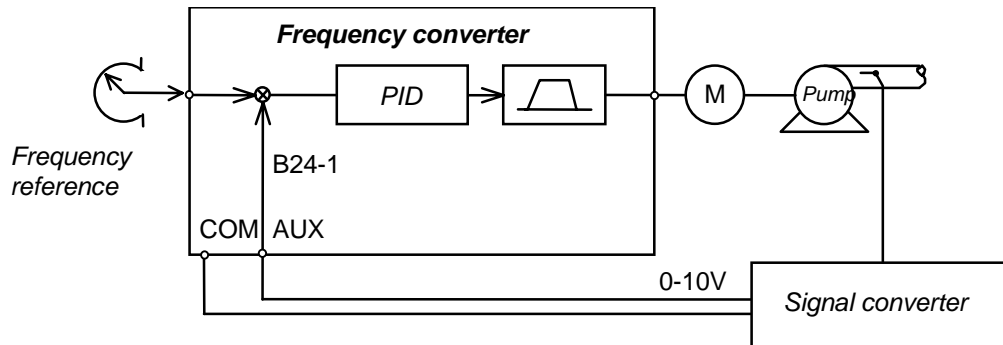 Frequency converter
PID
M
Pump
Frequency
reference
B24-1
COM AUX
0-10V
Signal converter